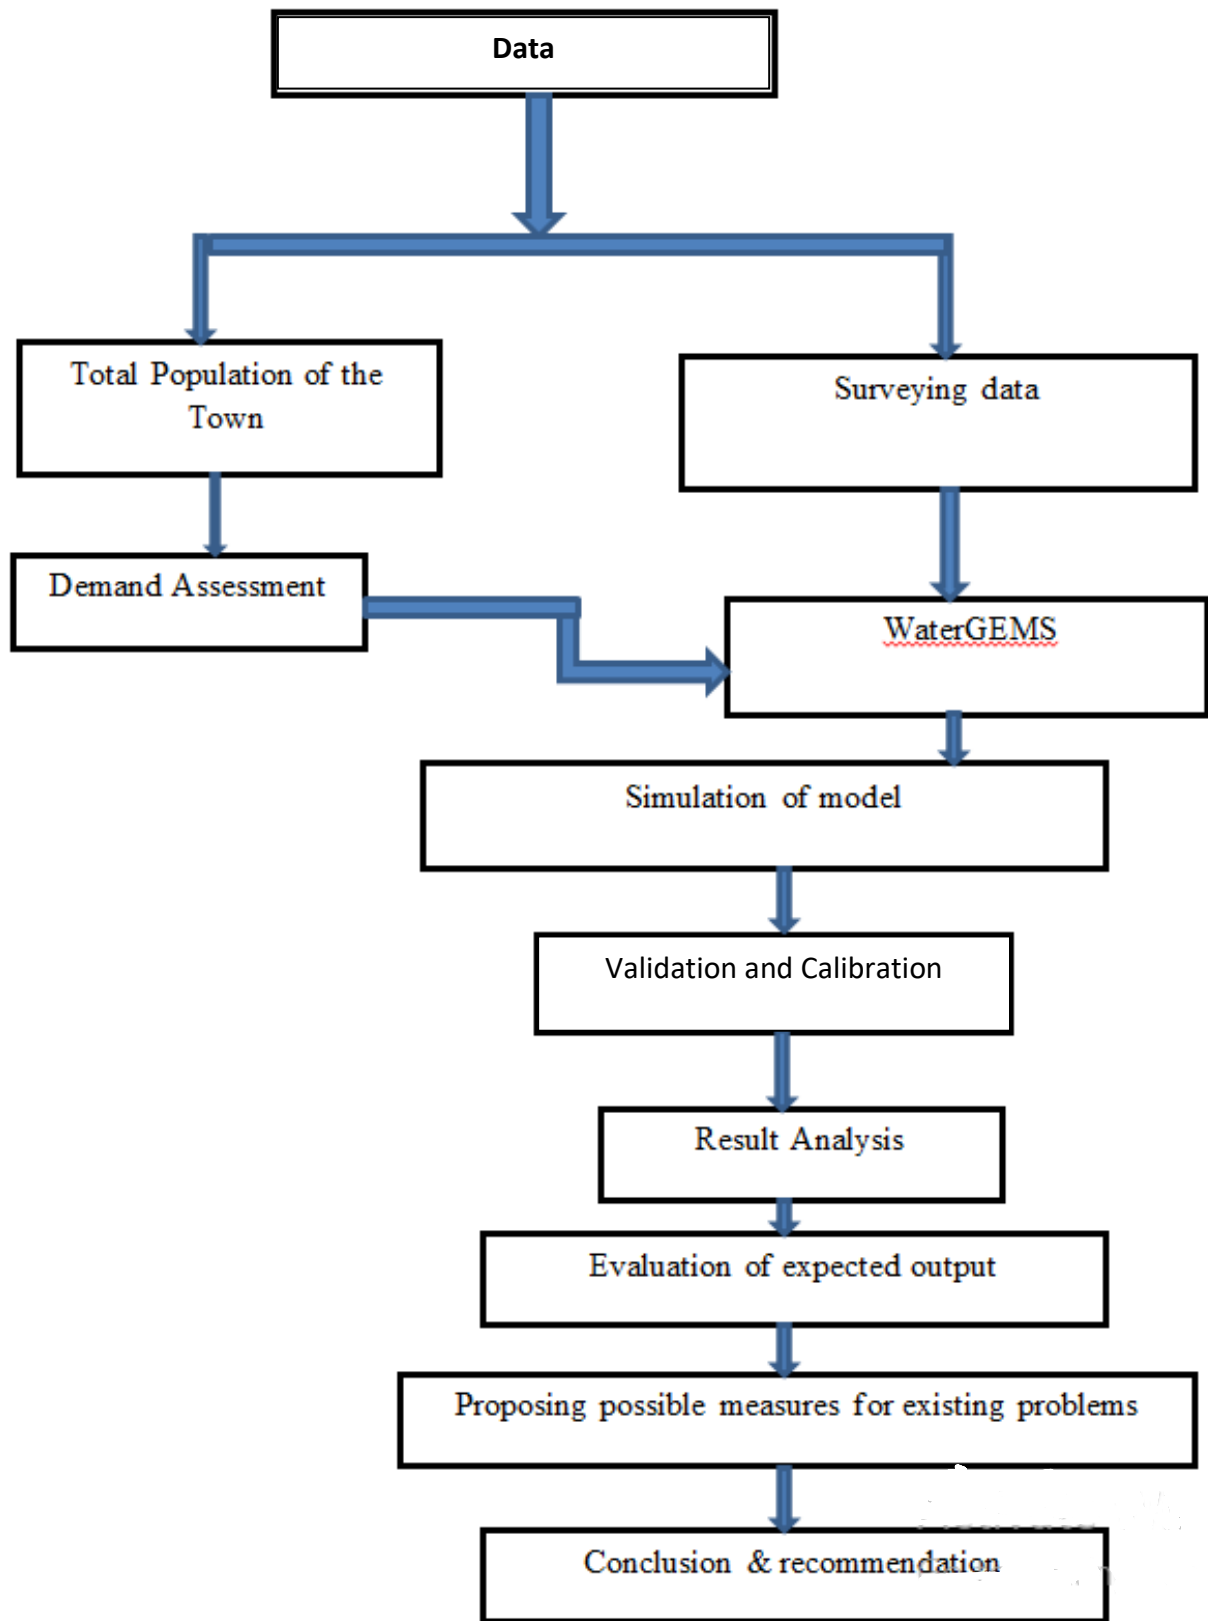 Data
Total Population of the
Town
Surveying data
Demand Assessment
WaterGEMS
Simulation of model
Validation and Calibration
Result Analysis
Evaluation of expected output
Proposing possible measures for existing problems
Conclusion & recommendation